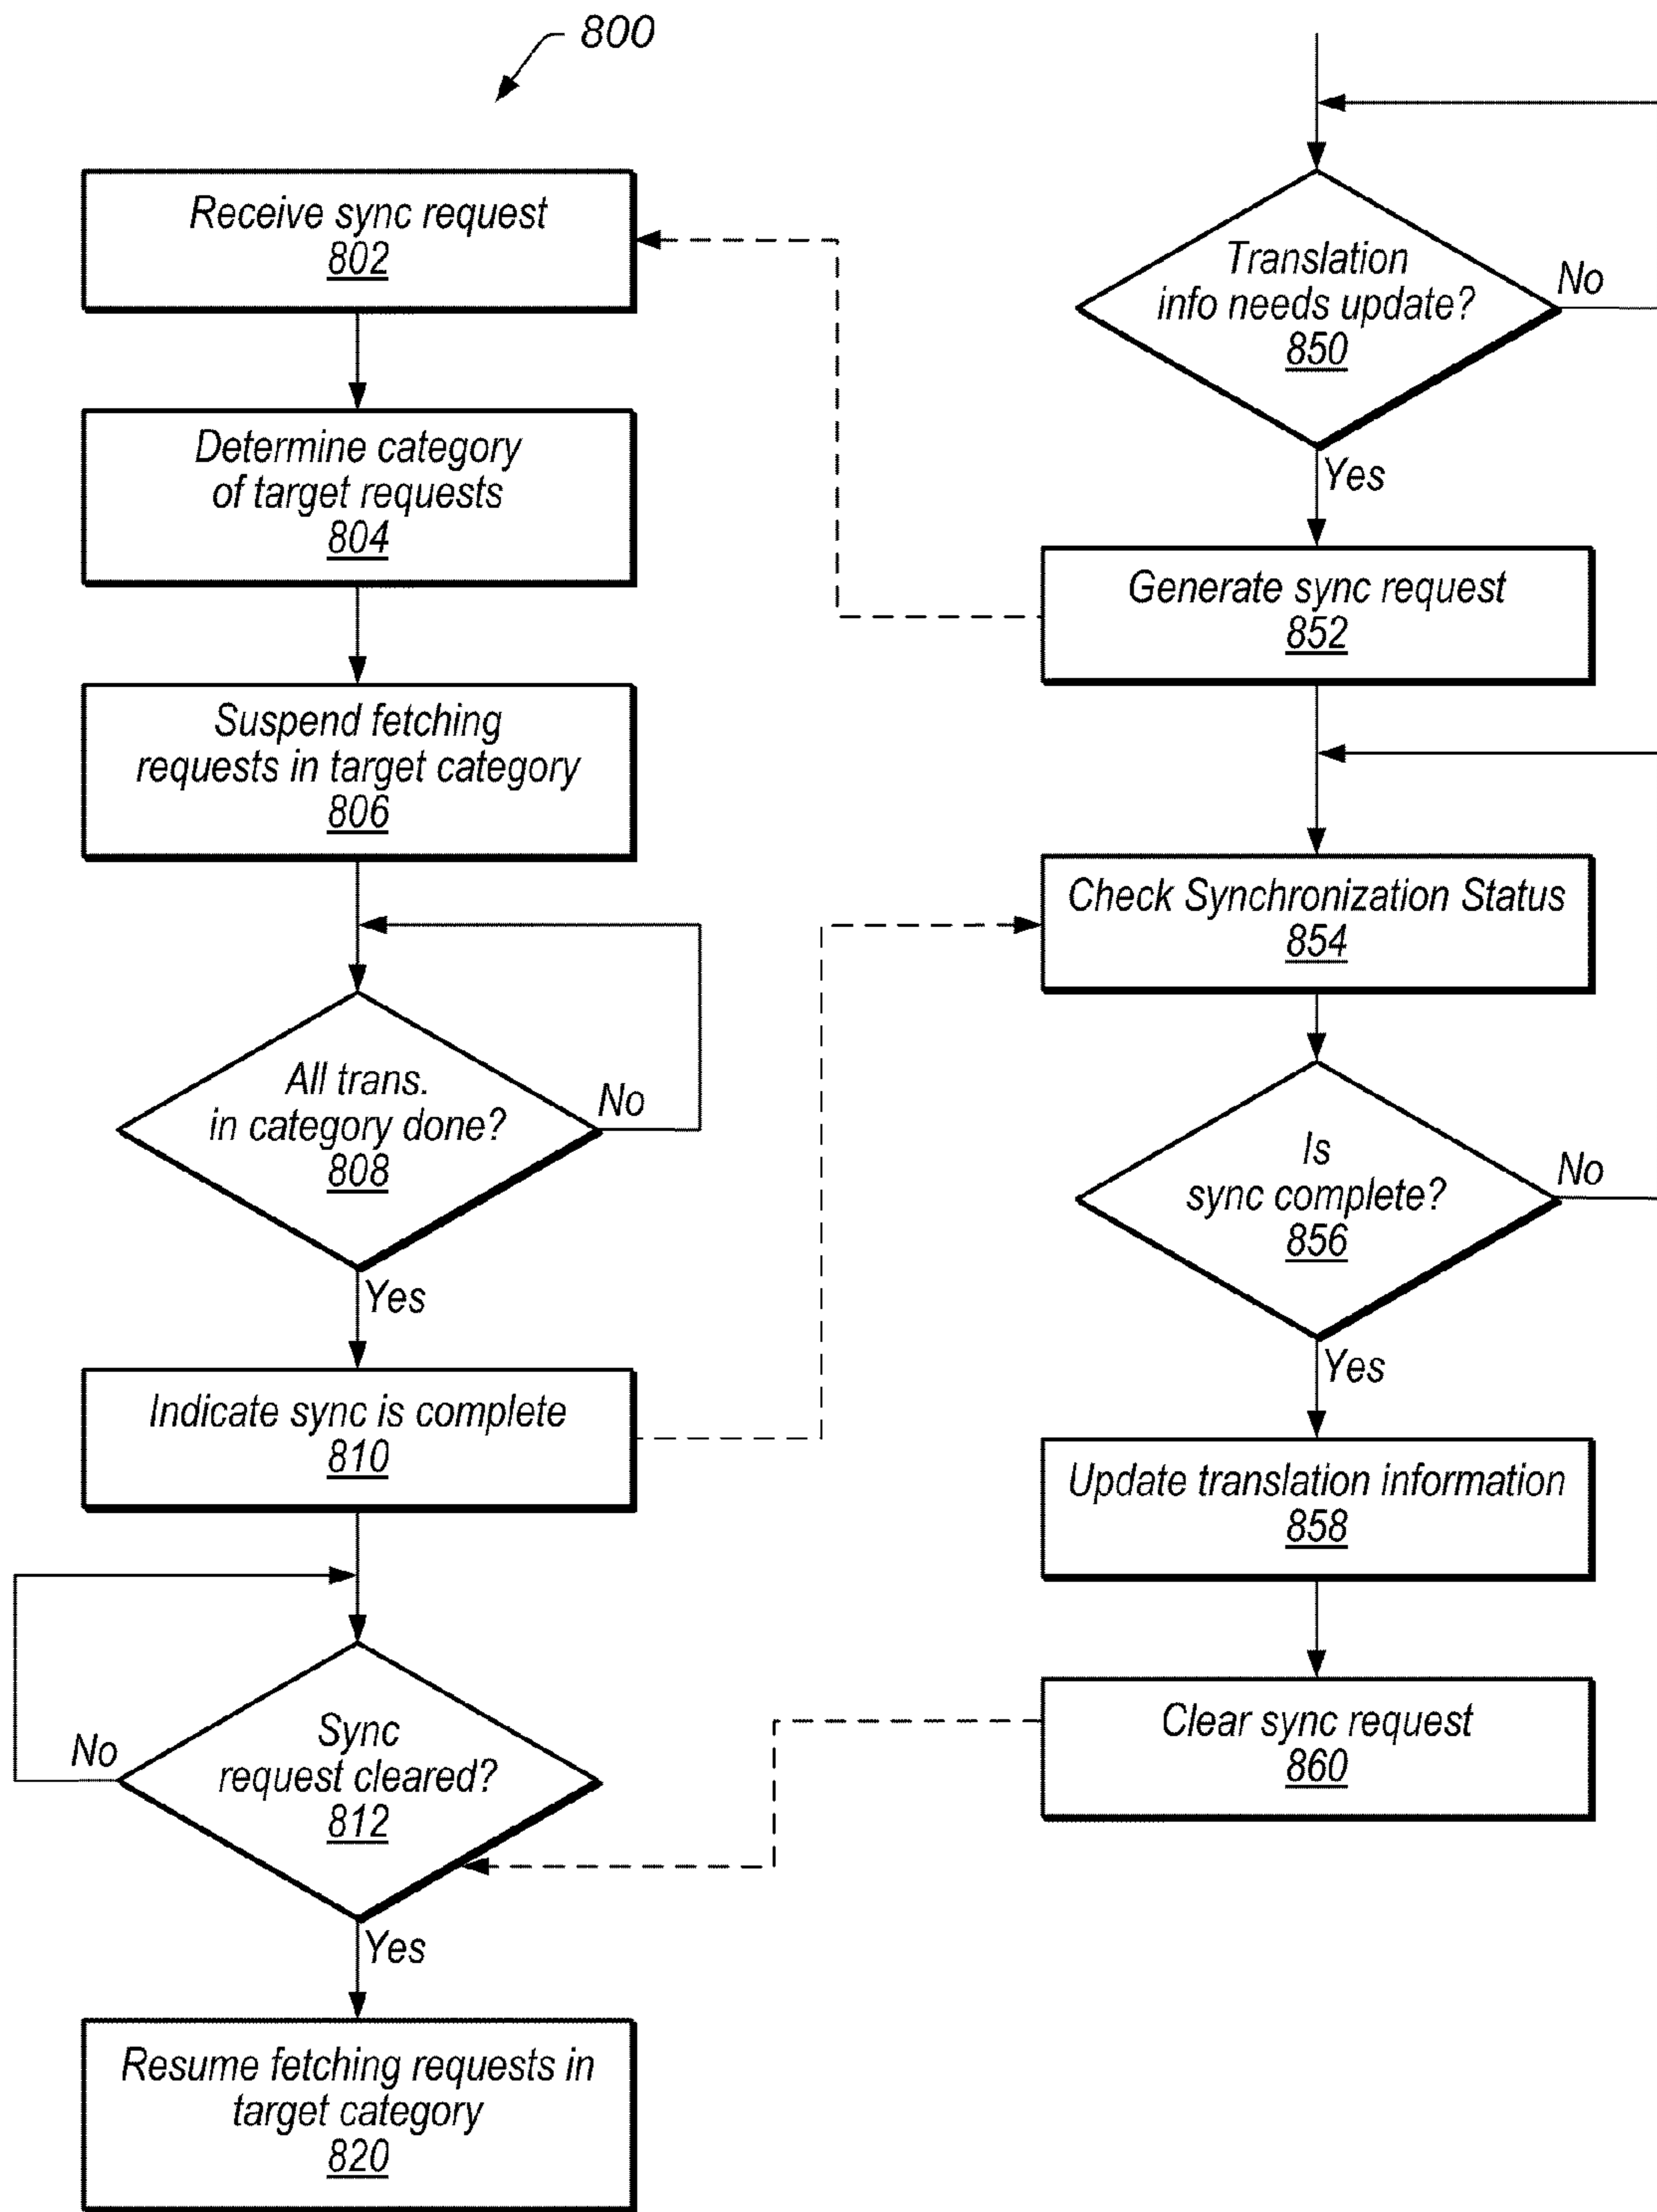 800
Receive sync request
802
Determine category
of target requests
804
Suspend fetching
requests in target category
806
All trans.
in category done?
808
No
Yes
Indicate sync is complete
810
Sync
request cleared?
812
No
Yes
Resume fetching requests in
target category
820
Translation
info needs update?
850
No
Yes
Generate sync request
852
Check Synchronization Status
854
Is
sync complete?
856
No
Yes
Update translation information
858
Clear sync request
860